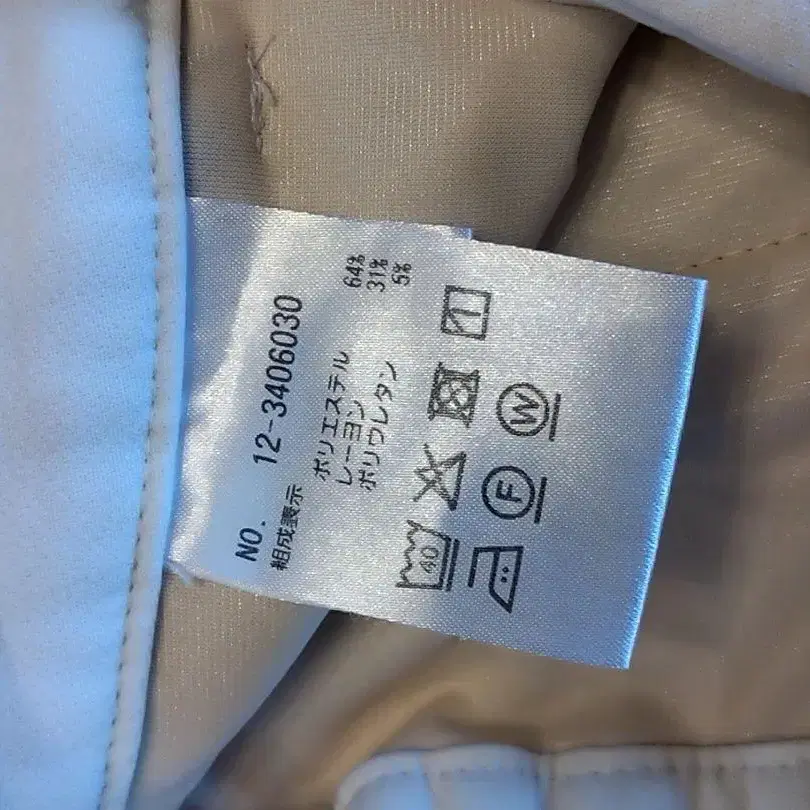 NO. 12-3406030
組成表示
ポリエステル 64%
レーヨン 31%
ポリウレタン 5%
40
F W